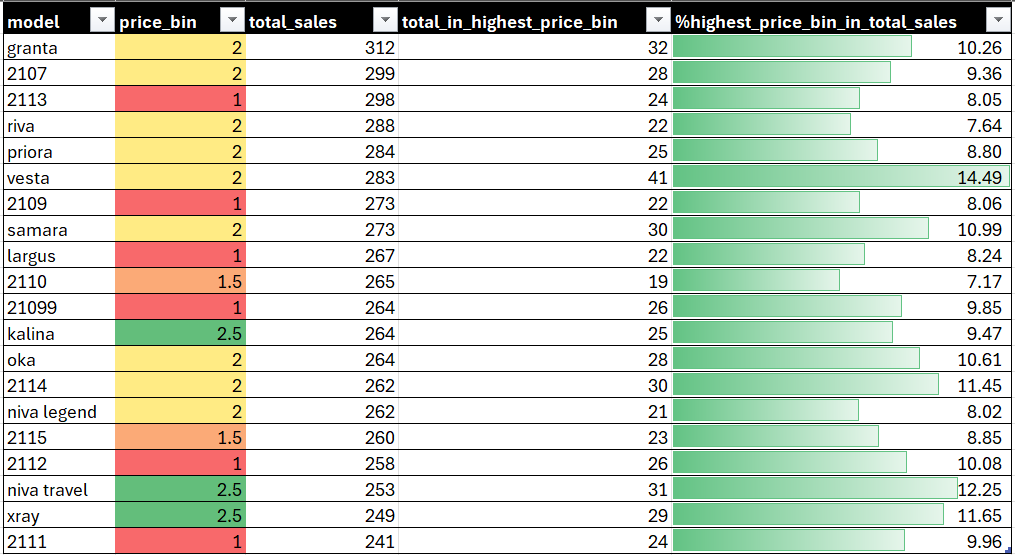 model price_bin total_sales total_in_highest_price_bin %highest_price_bin_in_total_sales
granta 2 312 32 10.26
2107 2 299 28 9.36
2113 1 298 24 8.05
riva 2 288 22 7.64
priora 2 284 25 8.80
vesta 2 283 41 14.49
2109 1 273 22 8.06
samara 2 273 30 10.99
largus 1 267 22 8.24
2110 1.5 265 19 7.17
21099 1 264 26 9.85
kalina 2.5 264 25 9.47
oka 2 264 28 10.61
2114 2 262 30 11.45
niva legend 2 262 21 8.02
2115 1.5 260 23 8.85
2112 1 258 26 10.08
niva travel 2.5 253 31 12.25
xray 2.5 249 29 11.65
2111 1 241 24 9.96